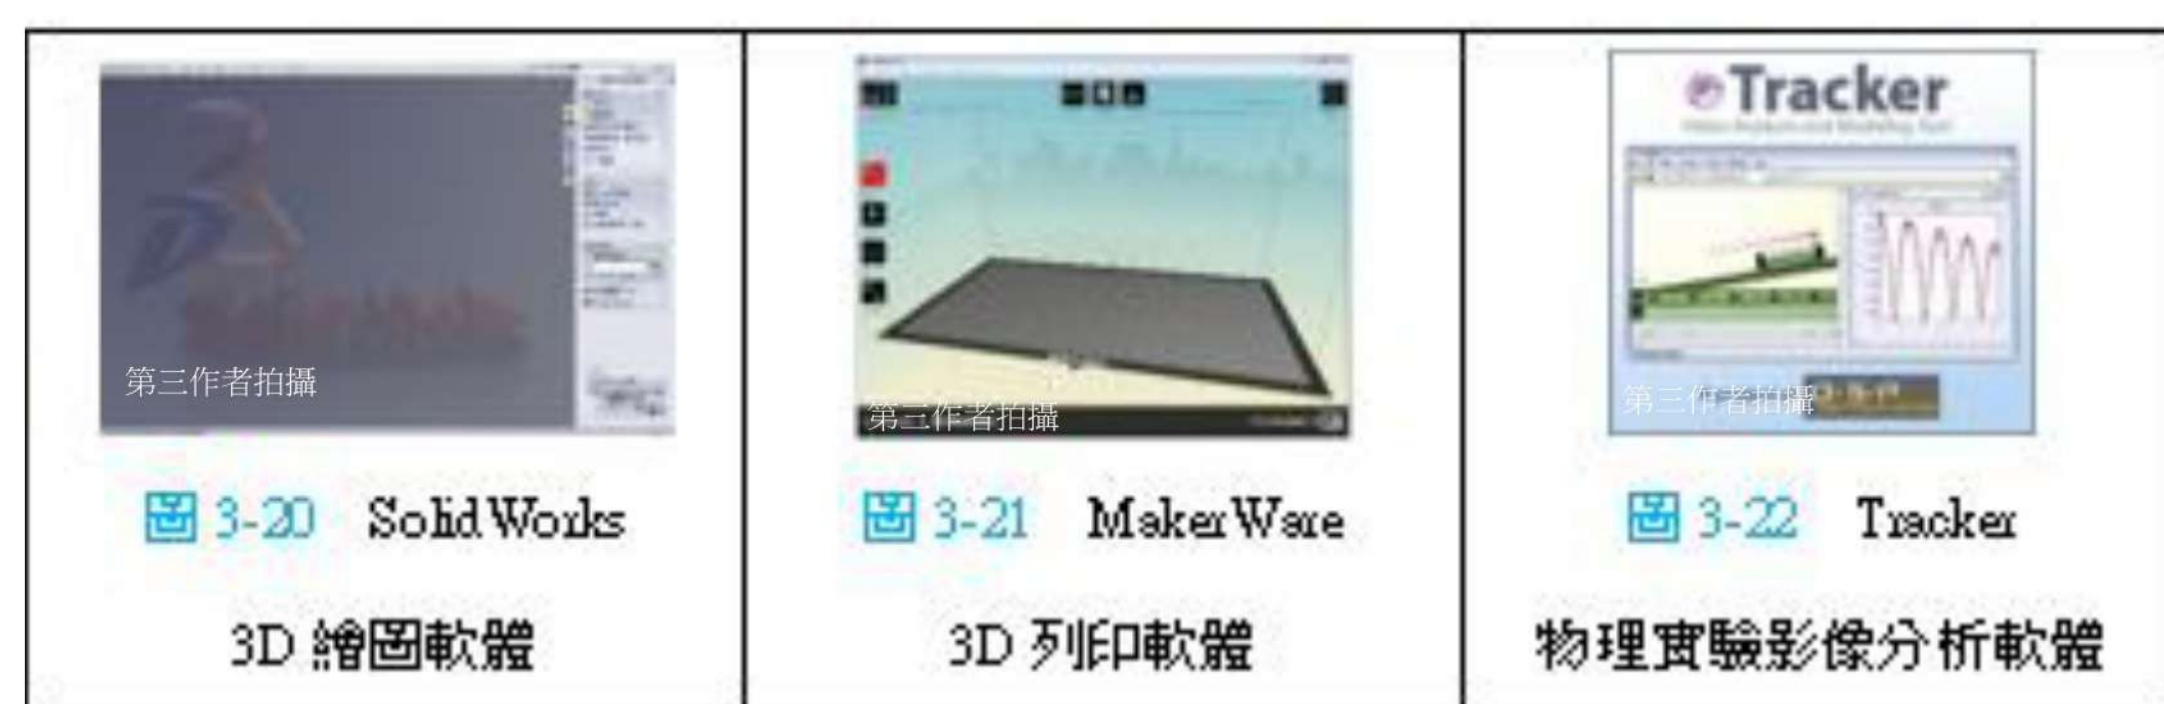 Tracker
第三作者拍攝
第三作者拍攝
第三作者拍攝
圖 3-20 SolidWorks
3D 繪圖軟體
圖 3-21 MakerWare
3D 列印軟體
圖 3-22 Tracker
物理實驗影像分析軟體